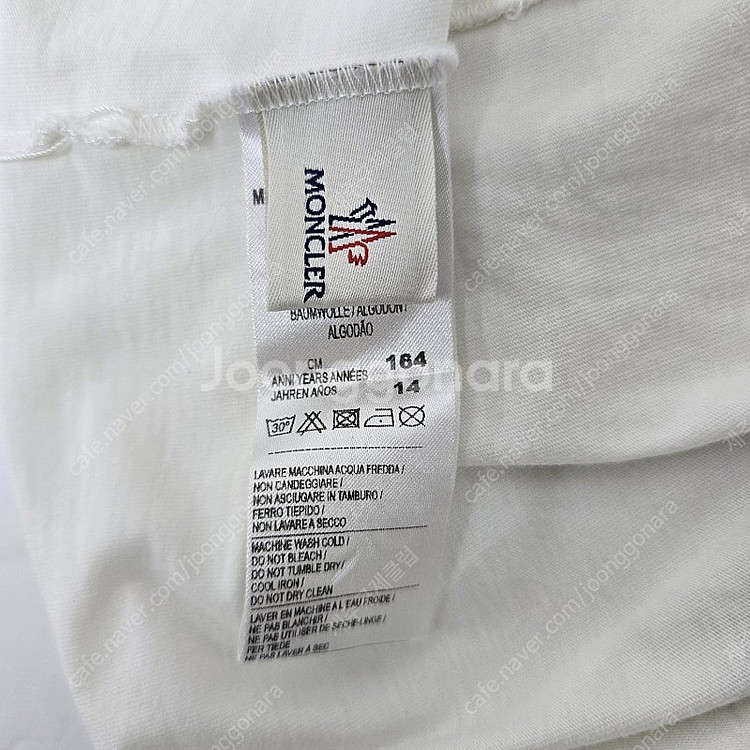 MONCLER
M
BAUMWOLLE / ALGODON /
ALGODÃO
CM 164
ANNI YEARS ANNÉES
JAHREN AÑOS 14
30°
LAVARE MACCHINA ACQUA FREDDA /
NON CANDEGGIARE /
NON ASCIUGARE IN TAMBURO /
FERRO TIEPIDO /
NON LAVARE A SECCO
MACHINE WASH COLD /
DO NOT BLEACH /
DO NOT TUMBLE DRY /
COOL IRON /
DO NOT DRY CLEAN
LAVER EN MACHINE A L EAU FROIDE /
NE PAS BLANCHIR /
NE PAS UTILISER DE SECHE-LINGE /
FER TIEDE
NE PAS LAVER A SEC
Joonggonara
cafe.naver.com/joonggonara